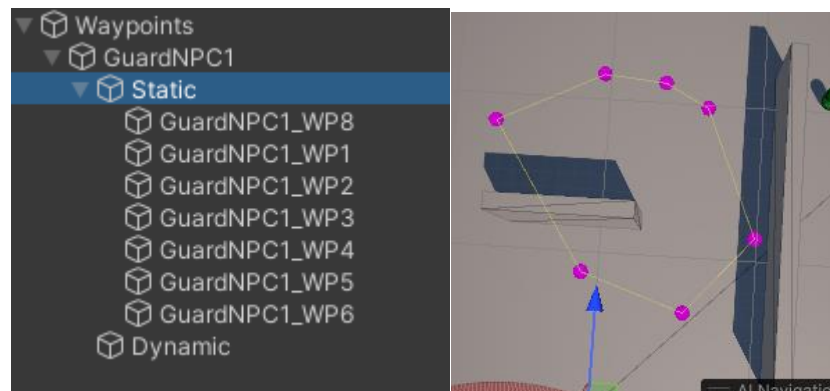 Waypoints
GuardNPC1
Static
GuardNPC1_WP8
GuardNPC1_WP1
GuardNPC1_WP2
GuardNPC1_WP3
GuardNPC1_WP4
GuardNPC1_WP5
GuardNPC1_WP6
Dynamic
AI Navigatio